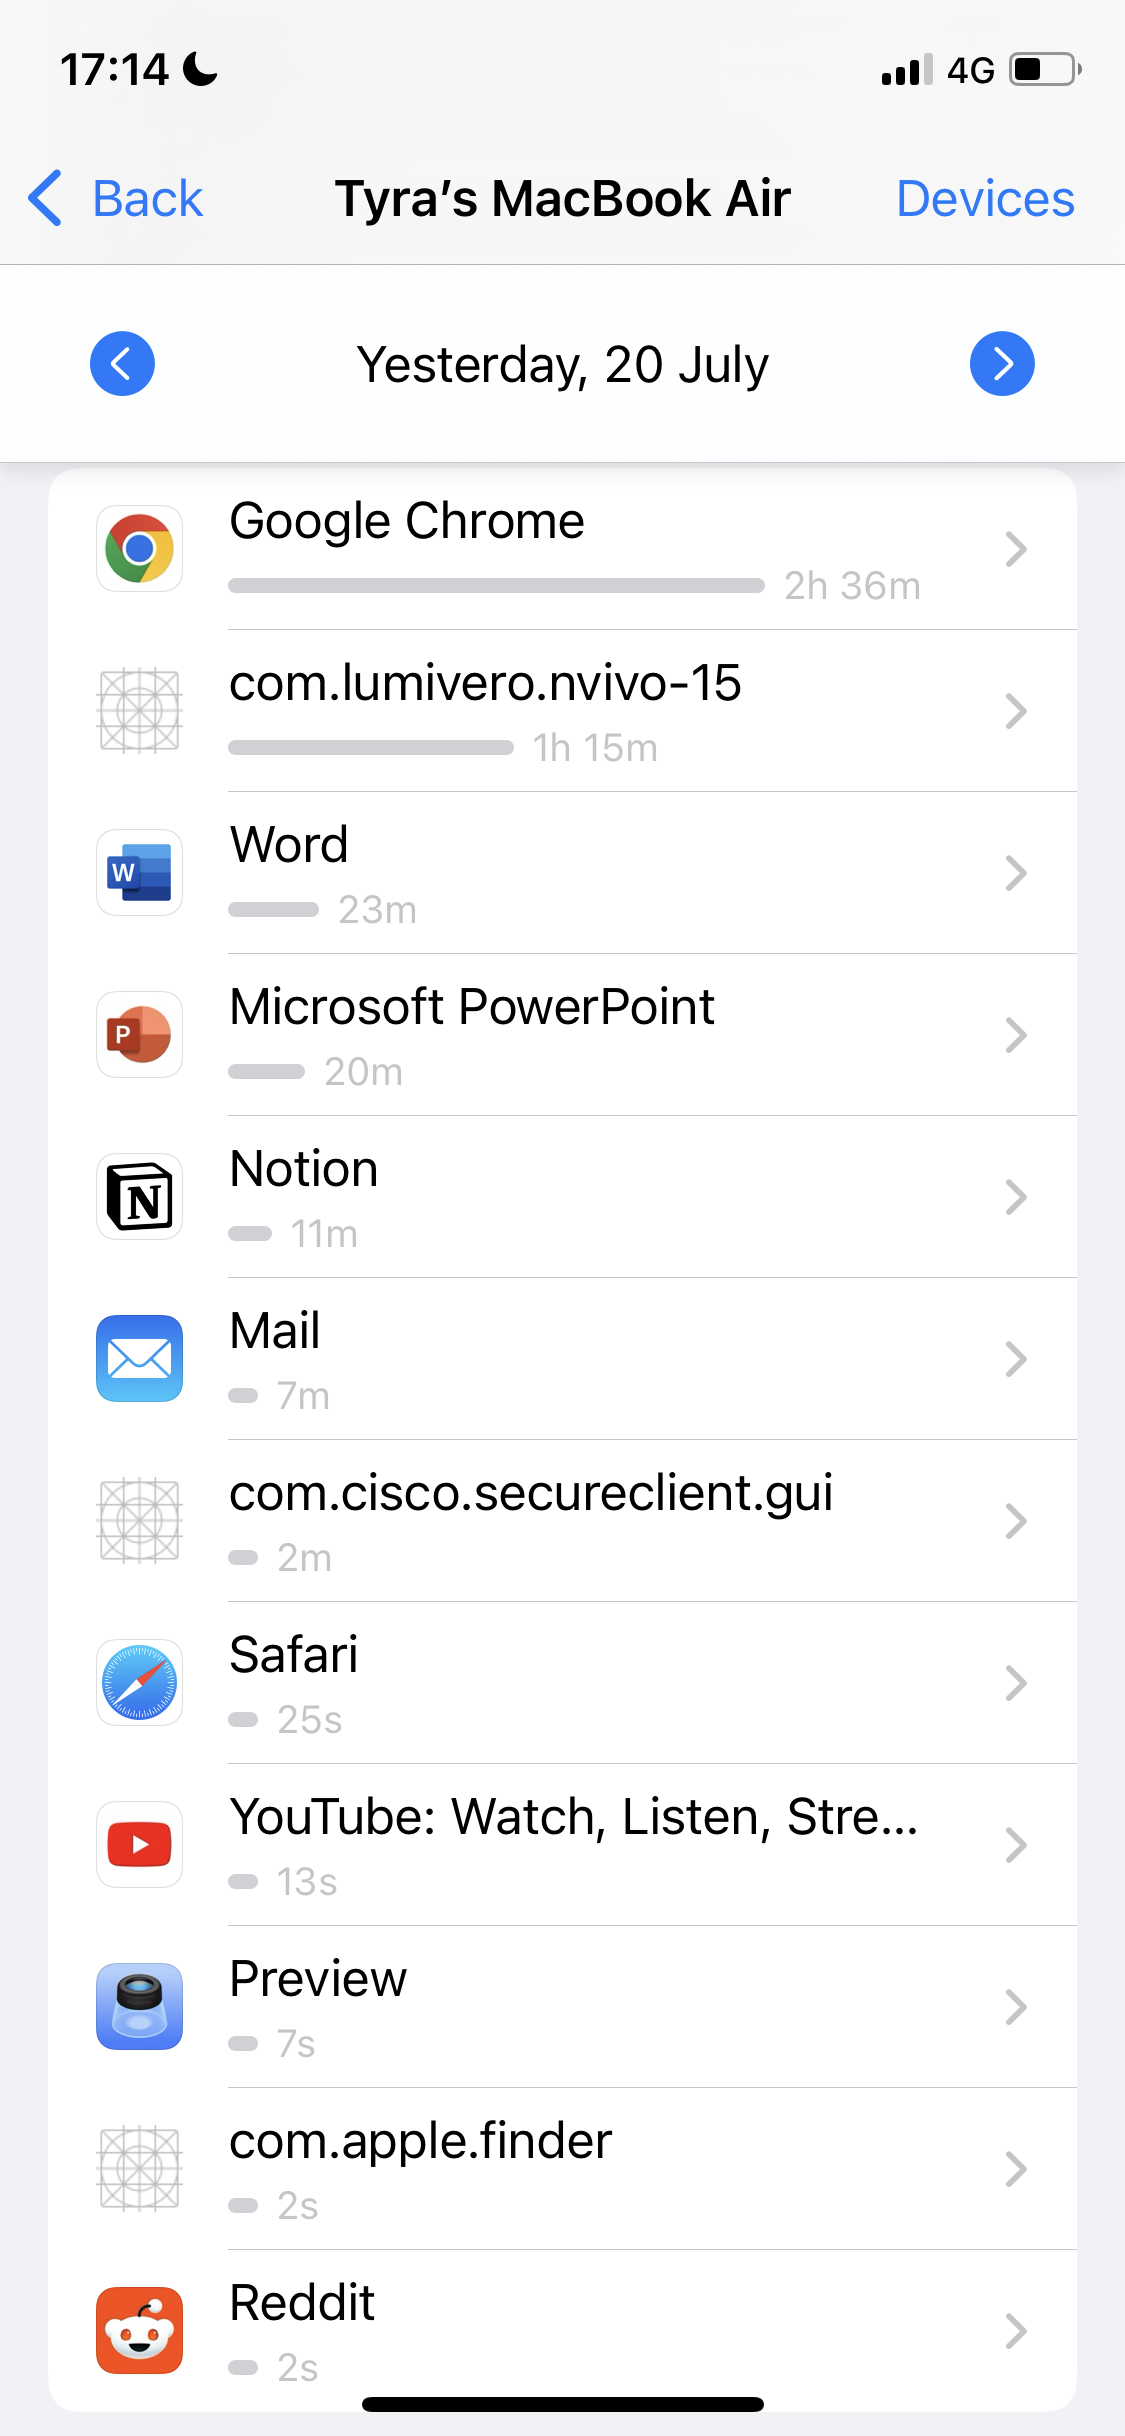 17:14
4G
Back
Tyra’s MacBook Air
Devices
Yesterday, 20 July
Google Chrome
2h 36m
com.lumivero.nvivo-15
1h 15m
W
Word
23m
P
Microsoft PowerPoint
20m
N
Notion
11m
Mail
7m
com.cisco.secureclient.gui
2m
Safari
25s
YouTube: Watch, Listen, Stre...
13s
Preview
7s
com.apple.finder
2s
Reddit
2s